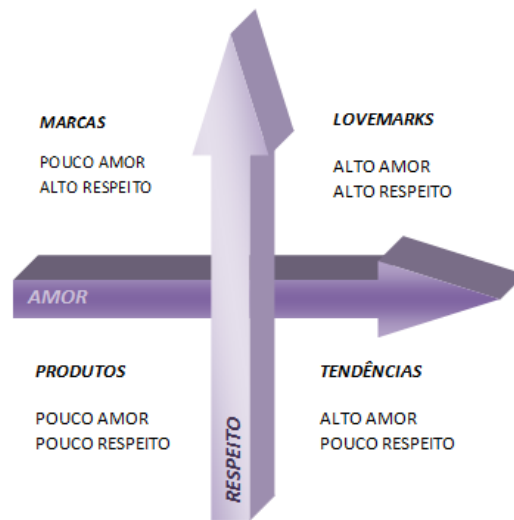 MARCAS
POUCO AMOR
ALTO RESPEITO
LOVEMARKS
ALTO AMOR
ALTO RESPEITO
AMOR
PRODUTOS
POUCO AMOR
POUCO RESPEITO
RESPEITO
TENDÊNCIAS
ALTO AMOR
POUCO RESPEITO